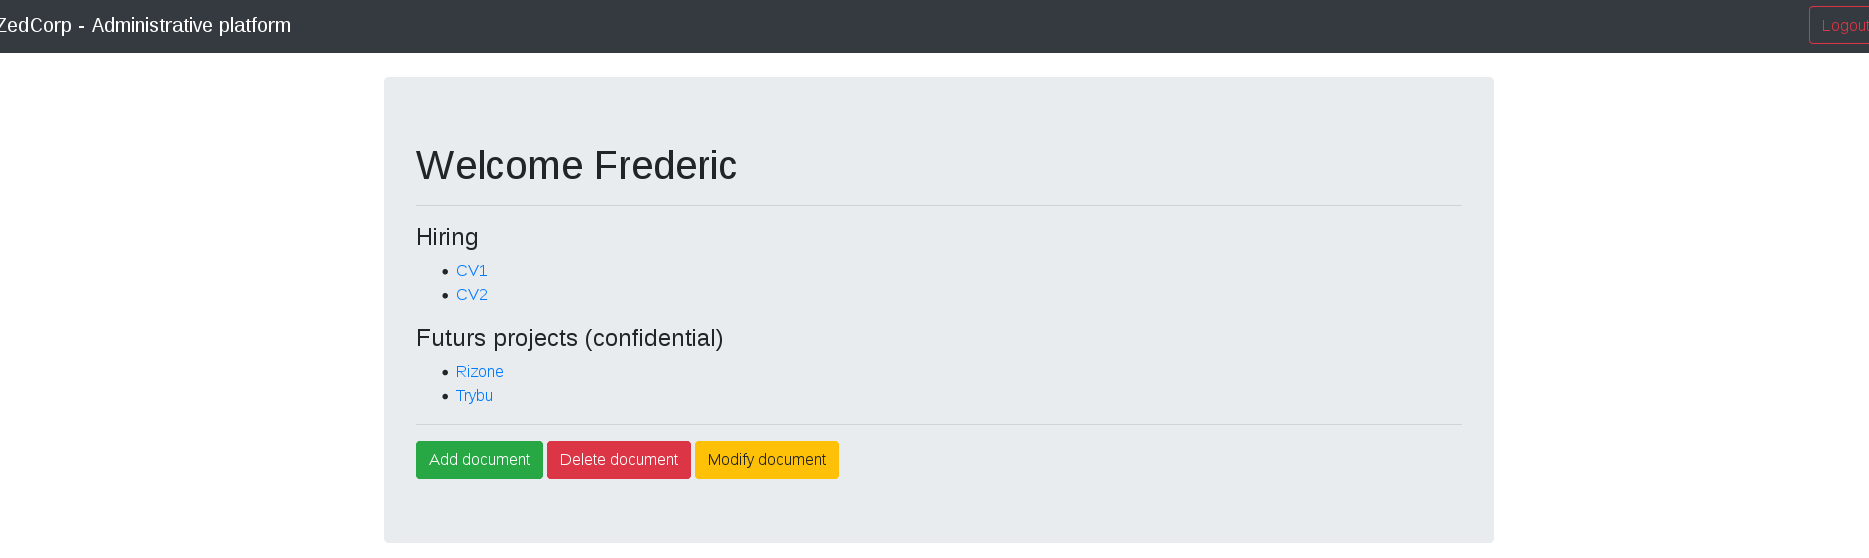 ZedCorp - Administrative platform
Logout
Welcome Frederic
Hiring
CV1
CV2
Futurs projects (confidential)
Rizone
Trybu
Add document Delete document Modify document